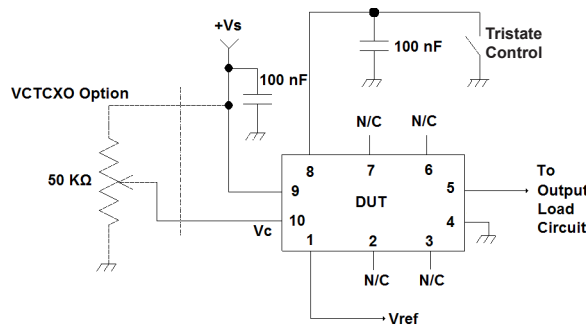 +Vs
Tristate
Control
100 nF
100 nF
VCTCXO Option
N/C
N/C
50 KΩ
8
7
6
9
5
DUT
10
4
Vc
1
2
3
To
Output
Load
Circuit
N/C
N/C
Vref